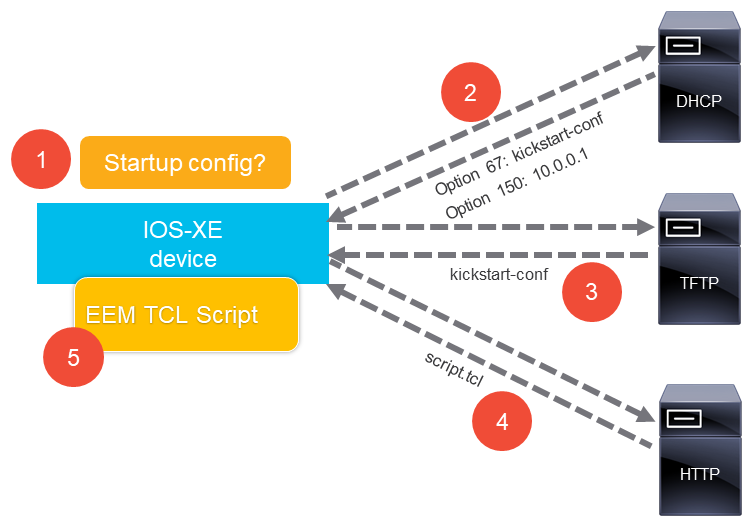 2
DHCP
1
Startup config?
Option 67: kickstart-conf
Option 150: 10.0.0.1
IOS-XE
device
kickstart-conf
3
TFTP
EEM TCL Script
5
script.tcl
4
HTTP